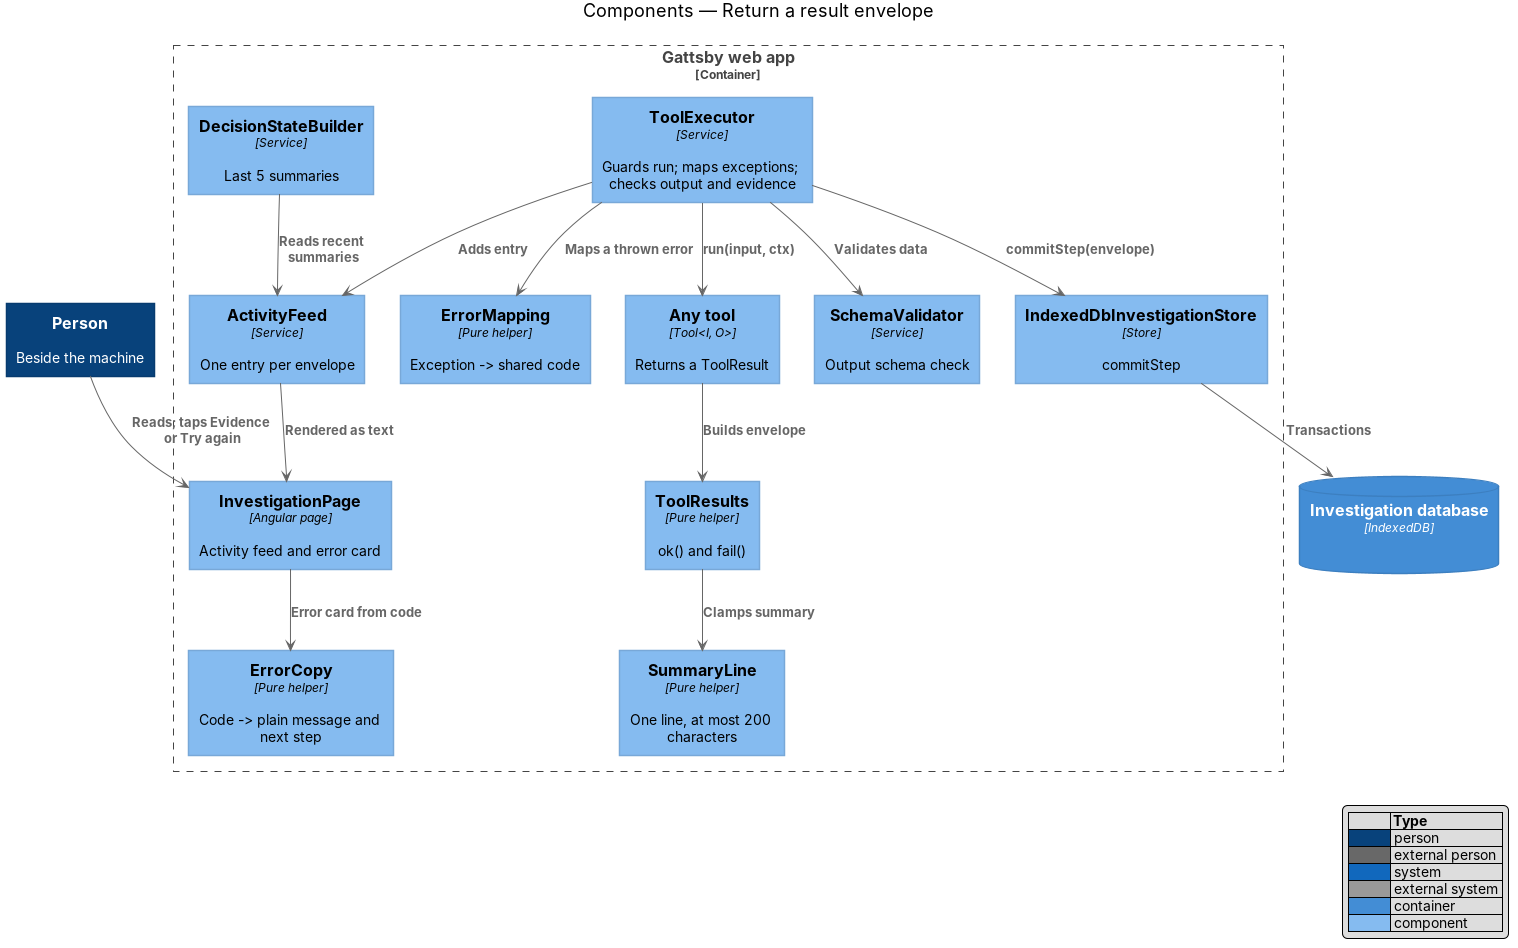 Components — Return a result envelope
Gattsby web app
[Container]
DecisionStateBuilder
[Service]
Last 5 summaries
ToolExecutor
[Service]
Guards run; maps exceptions;
checks output and evidence
Reads recent
summaries
Adds entry
Maps a thrown error
run(input, ctx)
Validates data
commitStep(envelope)
Person
Beside the machine
ActivityFeed
[Service]
One entry per envelope
ErrorMapping
[Pure helper]
Exception -> shared code
Any tool
[Tool<I, O>]
Returns a ToolResult
SchemaValidator
[Service]
Output schema check
IndexedDbInvestigationStore
[Store]
commitStep
Reads; taps Evidence
or Try again
Rendered as text
Builds envelope
Transactions
InvestigationPage
[Angular page]
Activity feed and error card
ToolResults
[Pure helper]
ok() and fail()
Investigation database
[IndexedDB]
Error card from code
Clamps summary
ErrorCopy
[Pure helper]
Code -> plain message and
next step
SummaryLine
[Pure helper]
One line, at most 200
characters
Type
person
external person
system
external system
container
component